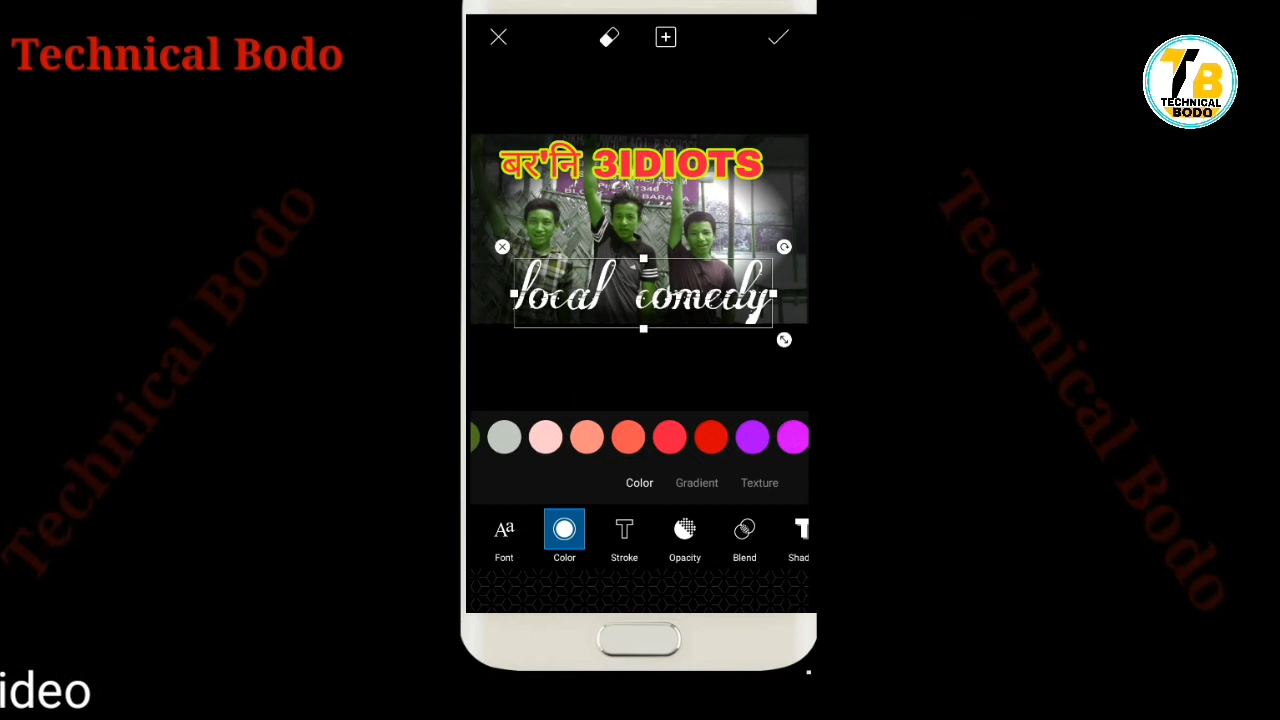 Technical Bodo
TECHNICAL
BODO
बर'नि 3IDIOTS
local comedy
Color Gradient Texture
Font Color Stroke Opacity Blend Shad
Technical Bodo
Technical Bodo
ideo